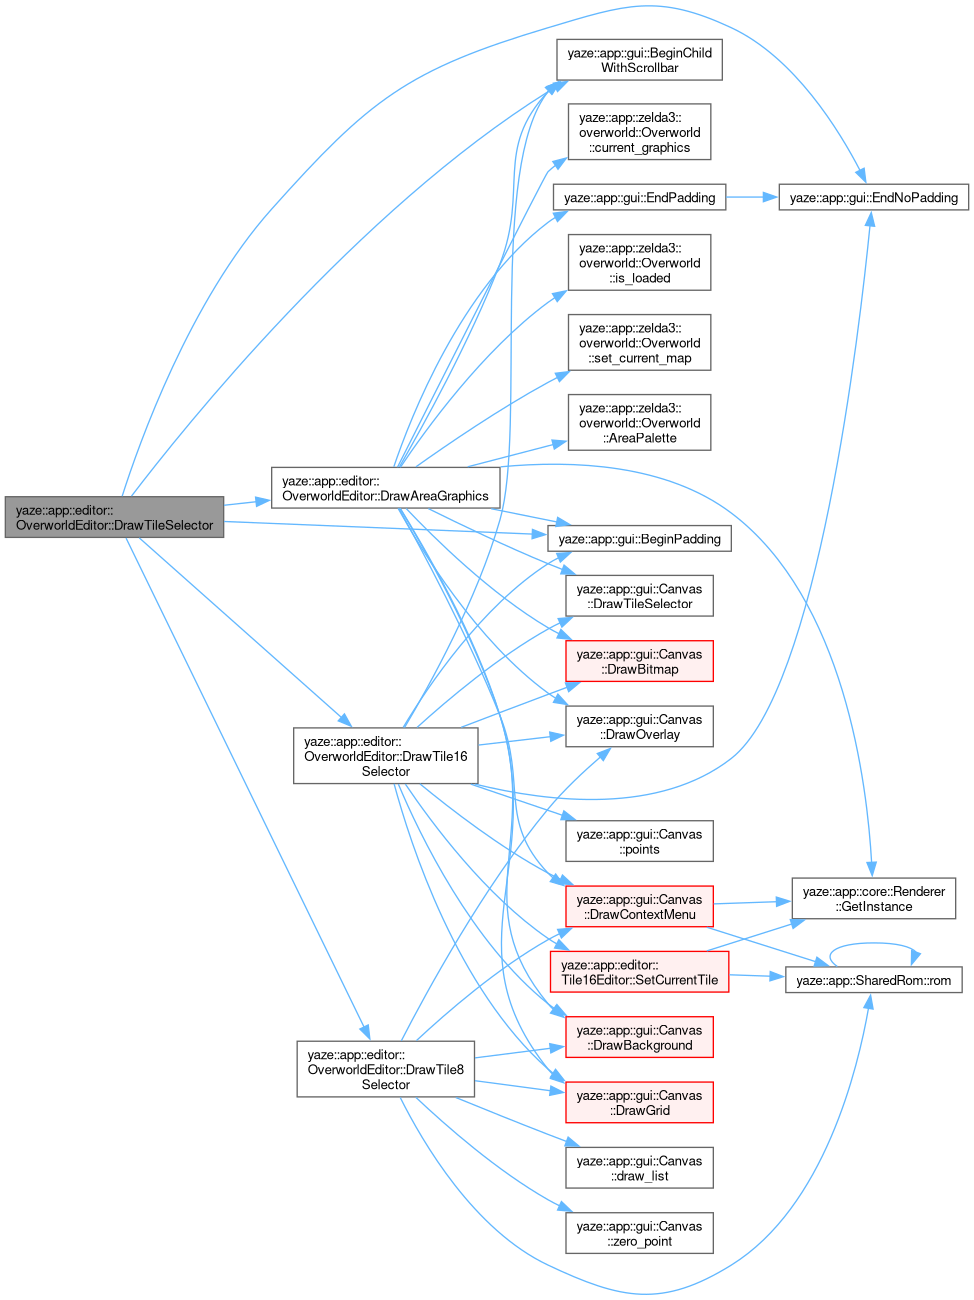 yaze::app::gui::BeginChild
WithScrollbar
yaze::app::zelda3::
overworld::Overworld
::current_graphics
yaze::app::gui::EndPadding
yaze::app::gui::EndNoPadding
yaze::app::zelda3::
overworld::Overworld
::is_loaded
yaze::app::zelda3::
overworld::Overworld
::set_current_map
yaze::app::zelda3::
overworld::Overworld
::AreaPalette
yaze::app::editor::
OverworldEditor::DrawAreaGraphics
yaze::app::editor::
OverworldEditor::DrawTileSelector
yaze::app::gui::BeginPadding
yaze::app::gui::Canvas
::DrawTileSelector
yaze::app::gui::Canvas
::DrawBitmap
yaze::app::gui::Canvas
::DrawOverlay
yaze::app::editor::
OverworldEditor::DrawTile16
Selector
yaze::app::gui::Canvas
::points
yaze::app::gui::Canvas
::DrawContextMenu
yaze::app::core::Renderer
::GetInstance
yaze::app::editor::
Tile16Editor::SetCurrentTile
yaze::app::SharedRom::rom
yaze::app::gui::Canvas
::DrawBackground
yaze::app::editor::
OverworldEditor::DrawTile8
Selector
yaze::app::gui::Canvas
::DrawGrid
yaze::app::gui::Canvas
::draw_list
yaze::app::gui::Canvas
::zero_point